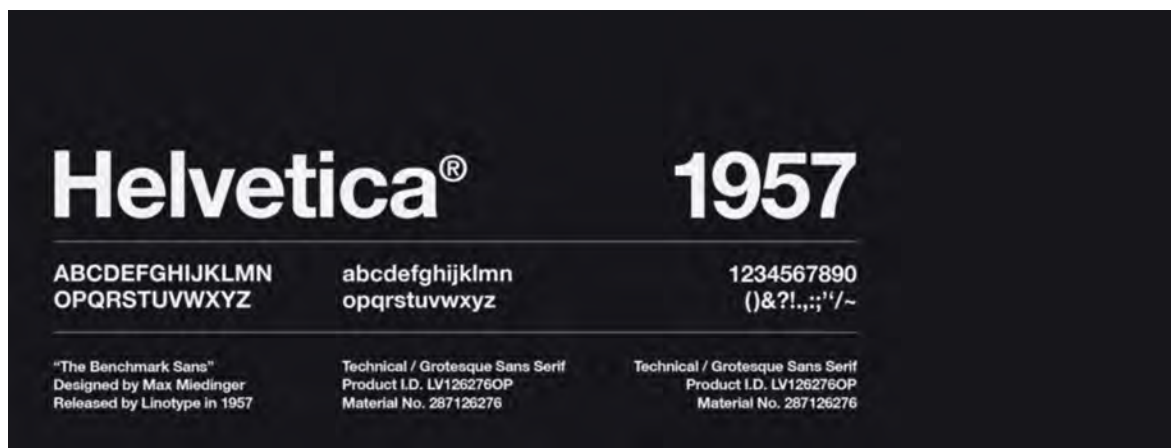 Helvetica® 1957
ABCDEFGHIJKLMN
OPQRSTUVWXYZ
abcdefghijklmn
opqrstuvwxyz
1234567890
()&?!.,:;’‘/~
“The Benchmark Sans”
Designed by Max Miedinger
Released by Linotype in 1957
Technical / Grotesque Sans Serif
Product I.D. LV126276OP
Material No. 287126276
Technical / Grotesque Sans Serif
Product I.D. LV126276OP
Material No. 287126276